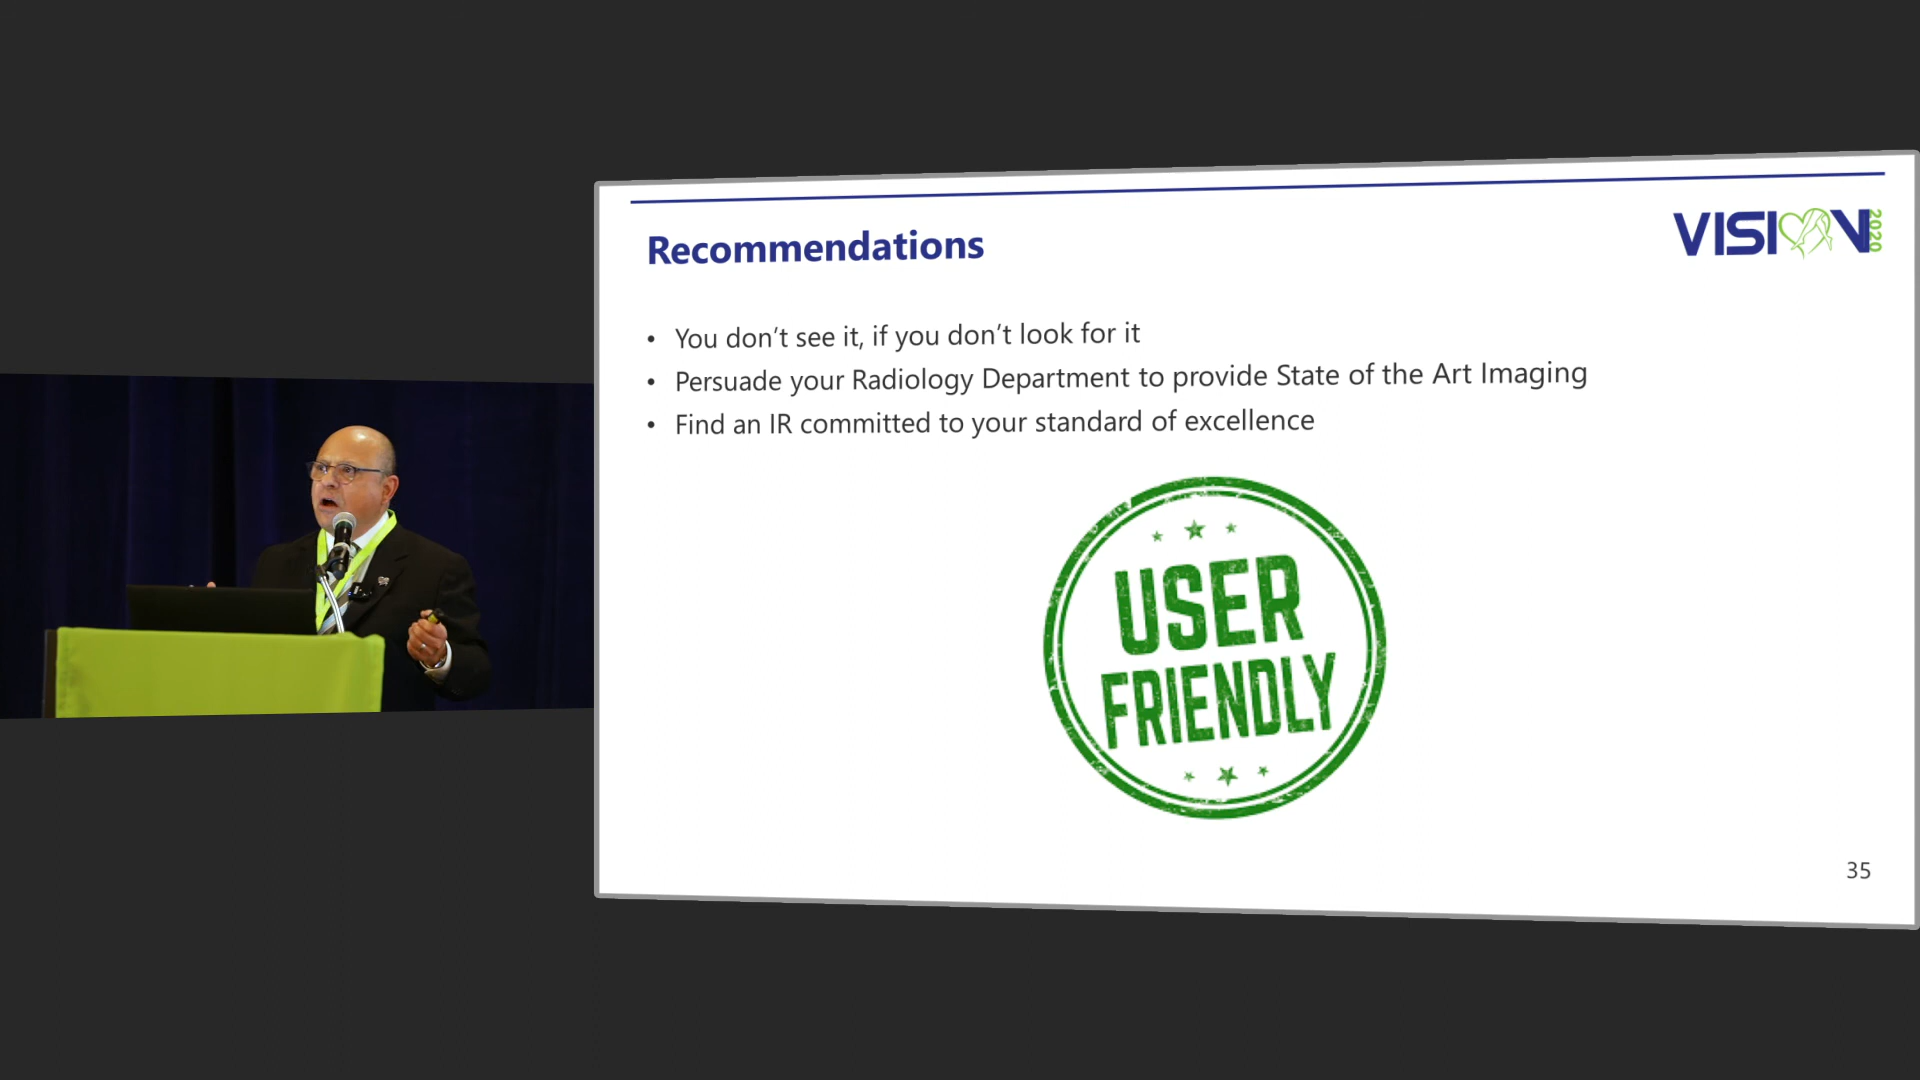 Recommendations
VISION 2020
• You don’t see it, if you don’t look for it
• Persuade your Radiology Department to provide State of the Art Imaging
• Find an IR committed to your standard of excellence
USER
FRIENDLY
35